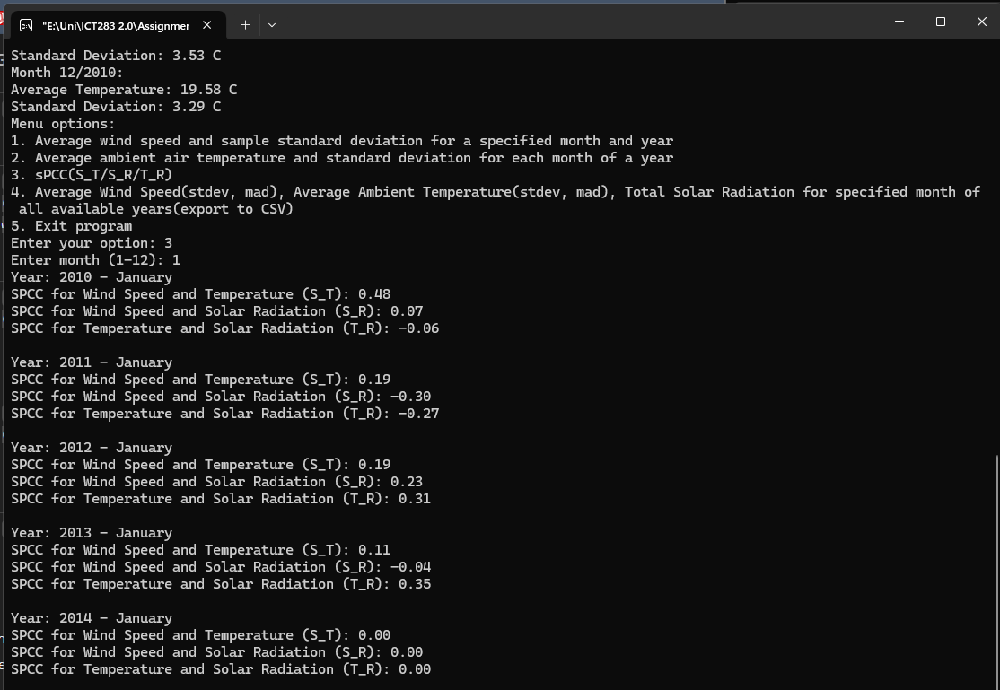 "E:\Uni\ICT283 2.0\Assignmer
Standard Deviation: 3.53 C
Month 12/2010:
Average Temperature: 19.58 C
Standard Deviation: 3.29 C
Menu options:
1. Average wind speed and sample standard deviation for a specified month and year
2. Average ambient air temperature and standard deviation for each month of a year
3. sPCC(S_T/S_R/T_R)
4. Average Wind Speed(stdev, mad), Average Ambient Temperature(stdev, mad), Total Solar Radiation for specified month of
all available years(export to CSV)
5. Exit program
Enter your option: 3
Enter month (1-12): 1
Year: 2010 - January
SPCC for Wind Speed and Temperature (S_T): 0.48
SPCC for Wind Speed and Solar Radiation (S_R): 0.07
SPCC for Temperature and Solar Radiation (T_R): -0.06

Year: 2011 - January
SPCC for Wind Speed and Temperature (S_T): 0.19
SPCC for Wind Speed and Solar Radiation (S_R): -0.30
SPCC for Temperature and Solar Radiation (T_R): -0.27

Year: 2012 - January
SPCC for Wind Speed and Temperature (S_T): 0.19
SPCC for Wind Speed and Solar Radiation (S_R): 0.23
SPCC for Temperature and Solar Radiation (T_R): 0.31

Year: 2013 - January
SPCC for Wind Speed and Temperature (S_T): 0.11
SPCC for Wind Speed and Solar Radiation (S_R): -0.04
SPCC for Temperature and Solar Radiation (T_R): 0.35

Year: 2014 - January
SPCC for Wind Speed and Temperature (S_T): 0.00
SPCC for Wind Speed and Solar Radiation (S_R): 0.00
SPCC for Temperature and Solar Radiation (T_R): 0.00